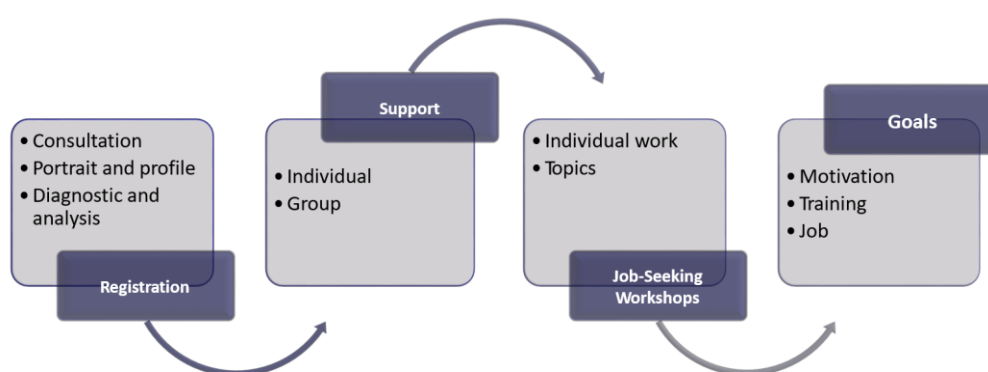 • Consultation
• Portrait and profile
• Diagnostic and
analysis
Registration
Support
• Individual
• Group
• Individual work
• Topics
Job-Seeking
Workshops
Goals
• Motivation
• Training
• Job